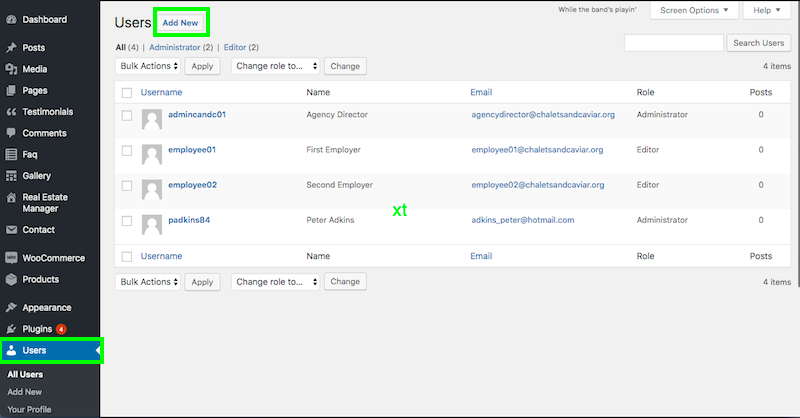 Dashboard
Posts
Media
Pages
Testimonials
Comments
Faq
Gallery
Real Estate
Manager
Contact
WooCommerce
Products
Appearance
Plugins 4
Users
All Users
Add New
Your Profile
While the band's playin'
Screen Options
Help
Users Add New
All (4) | Administrator (2) | Editor (2)
Search Users
Bulk Actions Apply Change role to... Change 4 items
Username Name Email Role Posts
admincandc01 Agency Director agencydirector@chaletsandcaviar.org Administrator 0
employee01 First Employer employee01@chaletsandcaviar.org Editor 0
employee02 Second Employer employee02@chaletsandcaviar.org Editor 0
xt
padkins84 Peter Adkins adkins_peter@hotmail.com Administrator 0
Username Name Email Role Posts
Bulk Actions Apply Change role to... Change 4 items